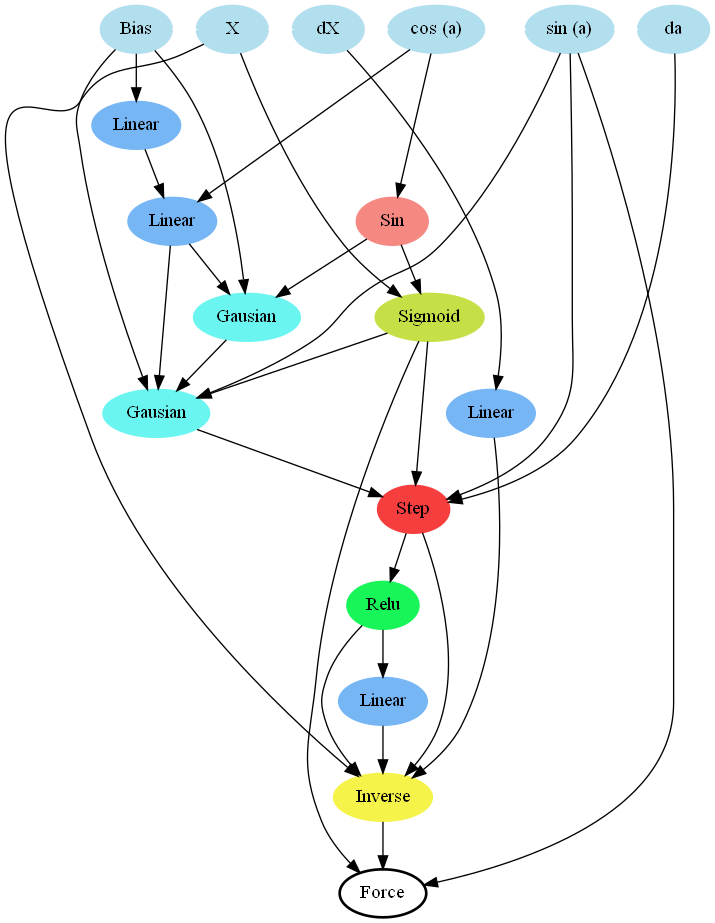 Bias
X
dX
cos (a)
sin (a)
da
Linear
Linear
Sin
Gausian
Sigmoid
Gausian
Linear
Step
Relu
Linear
Inverse
Force